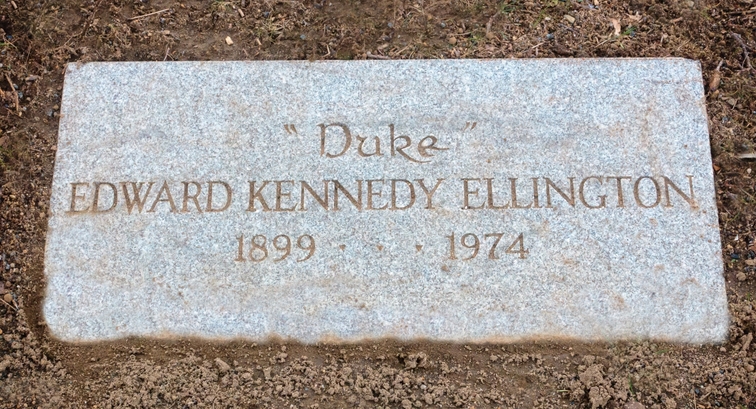 "Duke"
EDWARD KENNEDY ELLINGTON
1899 · · · 1974